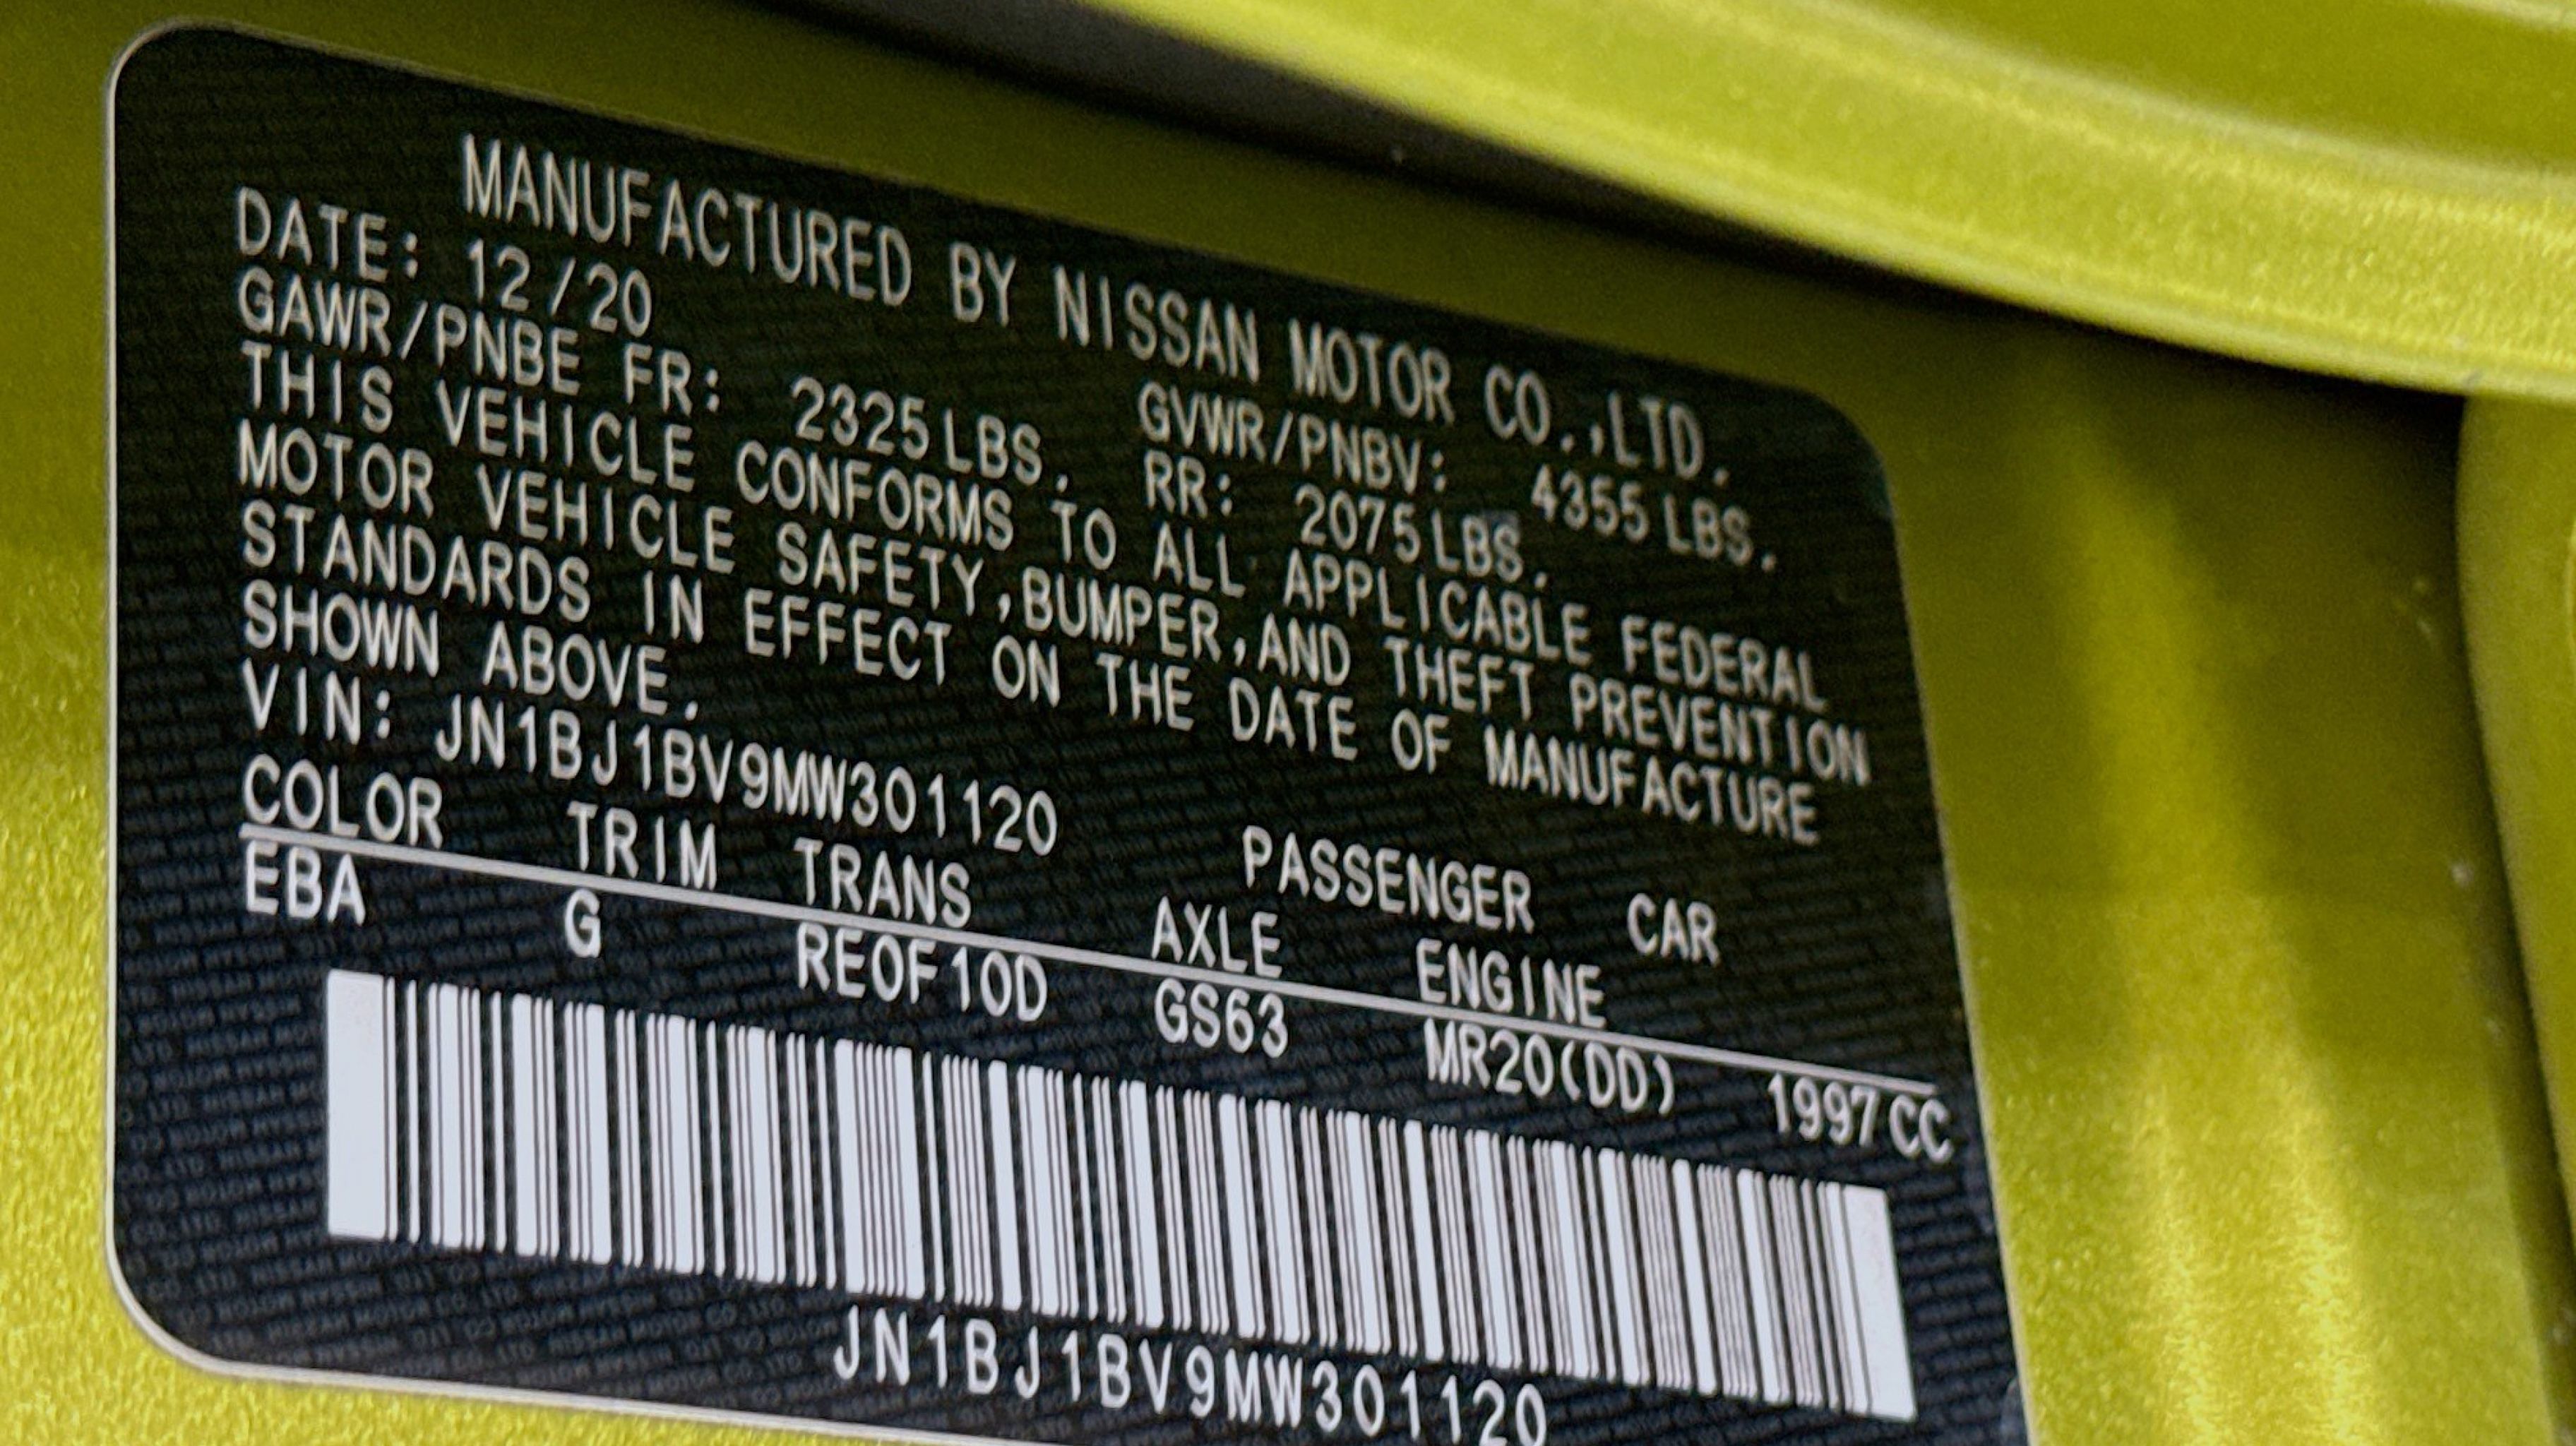 MANUFACTURED BY NISSAN MOTOR CO.,LTD.
DATE: 12/20 GVWR/PNBV: 4355 LBS.
GAWR/PNBE FR: 2325 LBS. RR: 2075 LBS.
THIS VEHICLE CONFORMS TO ALL APPLICABLE FEDERAL
MOTOR VEHICLE SAFETY,BUMPER,AND THEFT PREVENTION
STANDARDS IN EFFECT ON THE DATE OF MANUFACTURE
SHOWN ABOVE.
VIN: JN1BJ1BV9MW301120 PASSENGER CAR
COLOR TRIM TRANS AXLE ENGINE
EBA G RE0F10D GS63 MR20(DD) 1997CC
JN1BJ1BV9MW301120